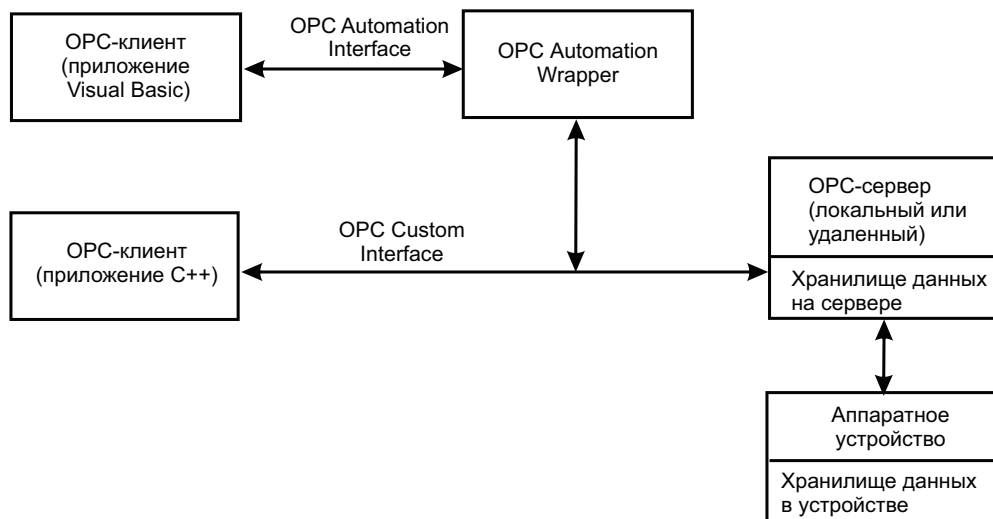 OPC-клиент
(приложение
Visual Basic)
OPC Automation
Interface
OPC Automation
Wrapper
OPC-клиент
(приложение C++)
OPC Custom
Interface
OPC-сервер
(локальный или
удаленный)
Хранилище данных
на сервере
Аппаратное
устройство
Хранилище данных
в устройстве